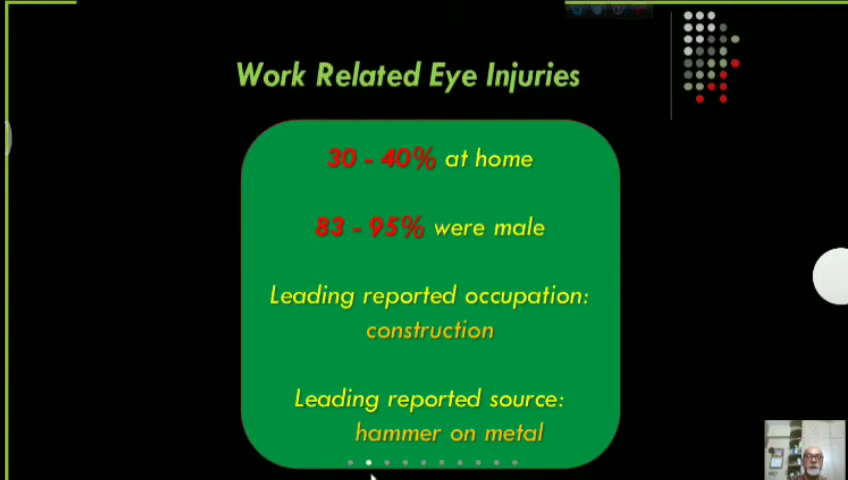 Work Related Eye Injuries
30 - 40% at home
83 - 95% were male
Leading reported occupation:
construction
Leading reported source:
hammer on metal